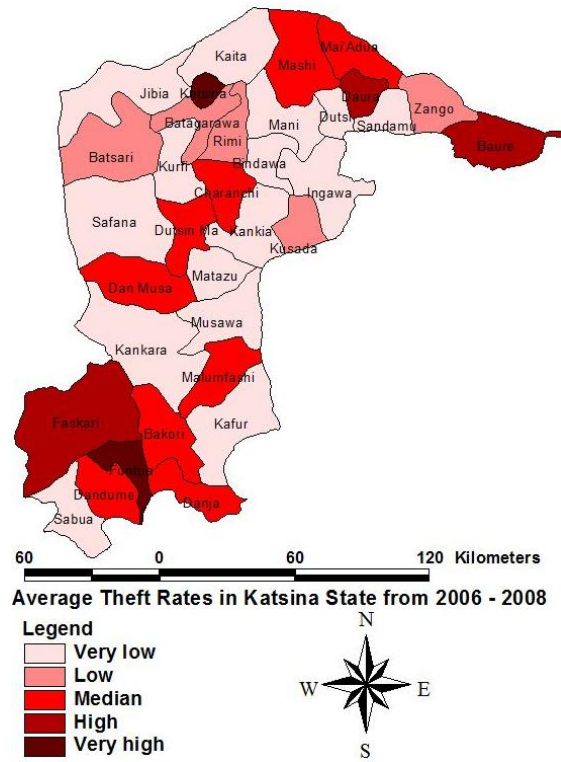 Kaita
Mashi
Mai'Adua
Jibia
Katsina
Daura
Zango
Batagarawa
Mani
Dutsi
Sandamu
Baure
Batsari
Rimi
Kurfi
Bindawa
Ingawa
Charanchi
Safana
Dutsin Ma
Kankia
Kusada
Matazu
Dan Musa
Musawa
Kankara
Malumfashi
Faskari
Bakori
Kafur
Funtua
Dandume
Danja
Sabua
60 0 60 120 Kilometers
Average Theft Rates in Katsina State from 2006 - 2008
Legend
Very low
Low
Median
High
Very high
N
W E
S